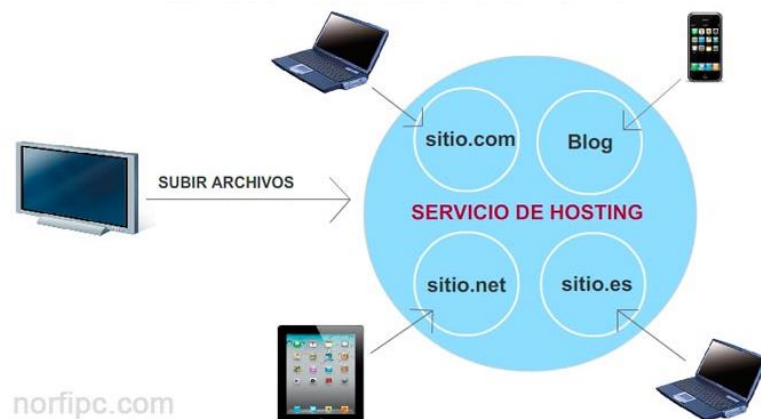 sitio.com
Blog
SUBIR ARCHIVOS
SERVICIO DE HOSTING
sitio.net
sitio.es
norfipc.com